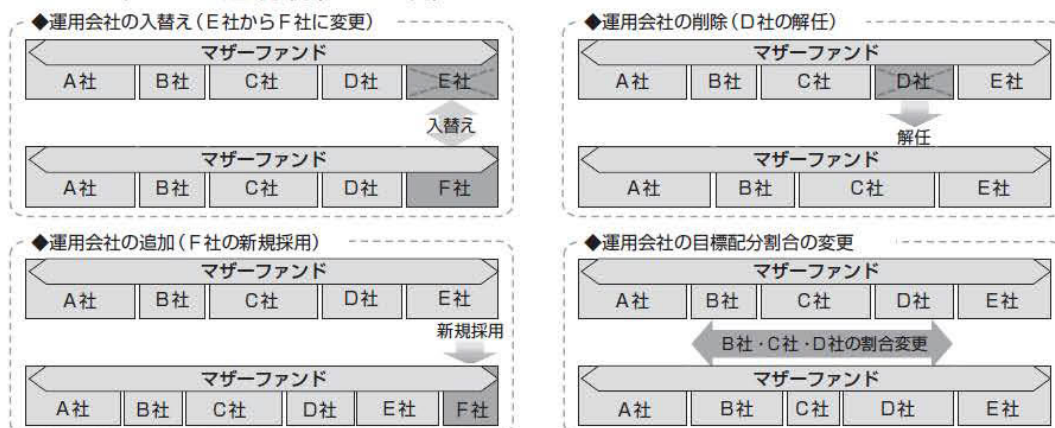 ◆運用会社の入替え(E社からF社に変更)
マザーファンド
A社 B社 C社 D社 E社
入替え
マザーファンド
A社 B社 C社 D社 F社
◆運用会社の削除(D社の解任)
マザーファンド
A社 B社 C社 D社 E社
解任
マザーファンド
A社 B社 C社 E社
◆運用会社の追加(F社の新規採用)
マザーファンド
A社 B社 C社 D社 E社
新規採用
マザーファンド
A社 B社 C社 D社 E社 F社
◆運用会社の目標配分割合の変更
マザーファンド
A社 B社 C社 D社 E社
B社・C社・D社の割合変更
マザーファンド
A社 B社 C社 D社 E社